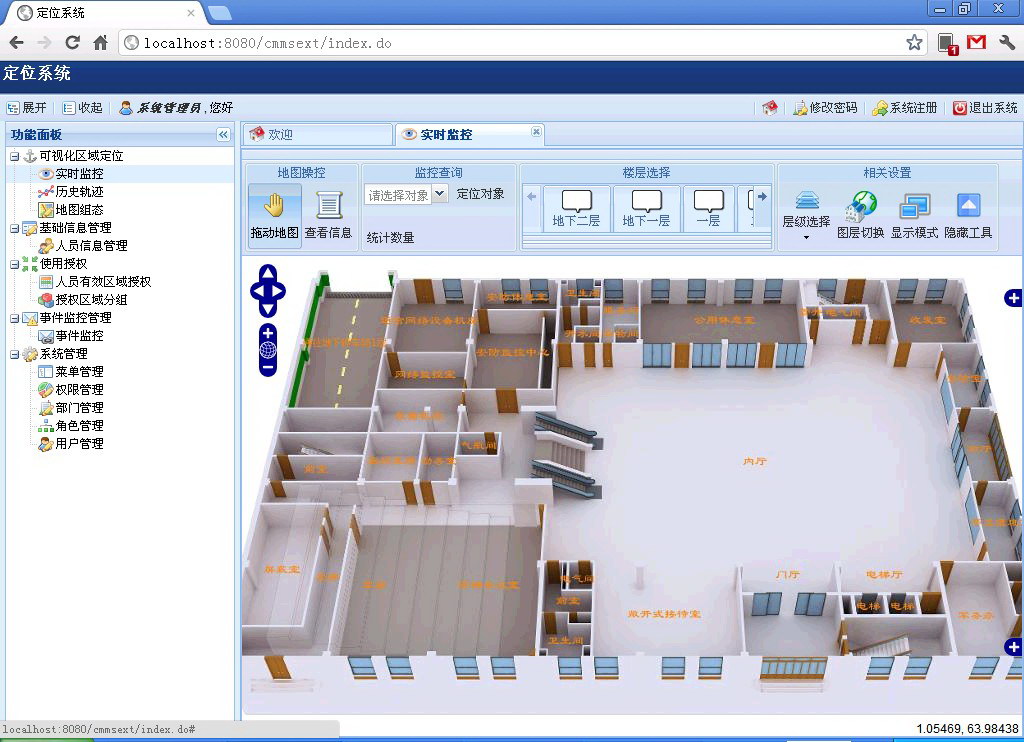 定位系统
localhost:8080/cmmsext/index.do
1
定位系统
展开 收起 系统管理员,您好 修改密码 系统注册 退出系统
功能面板
可视化区域定位
实时监控
历史轨迹
地图组态
基础信息管理
人员信息管理
使用授权
人员有效区域授权
授权区域分组
事件监控管理
事件监控
系统管理
菜单管理
权限管理
部门管理
角色管理
用户管理
欢迎 实时监控
地图操控 监控查询 楼层选择 相关设置
拖动地图 查看信息
请选择对象 定位对象
统计数量
地下二层 地下一层 一层
层级选择 图层切换 显示模式 隐藏工具
安防休息室 卫生间
公用休息室
收发室
安防监控中心
网络监控室
气瓶间
前室
内厅
屏蔽室
电气间
前室
卫生间
敞开式接待室
门厅
电梯厅
电梯 电梯
localhost:8080/cmmsext/index.do#
1.05469, 63.98438